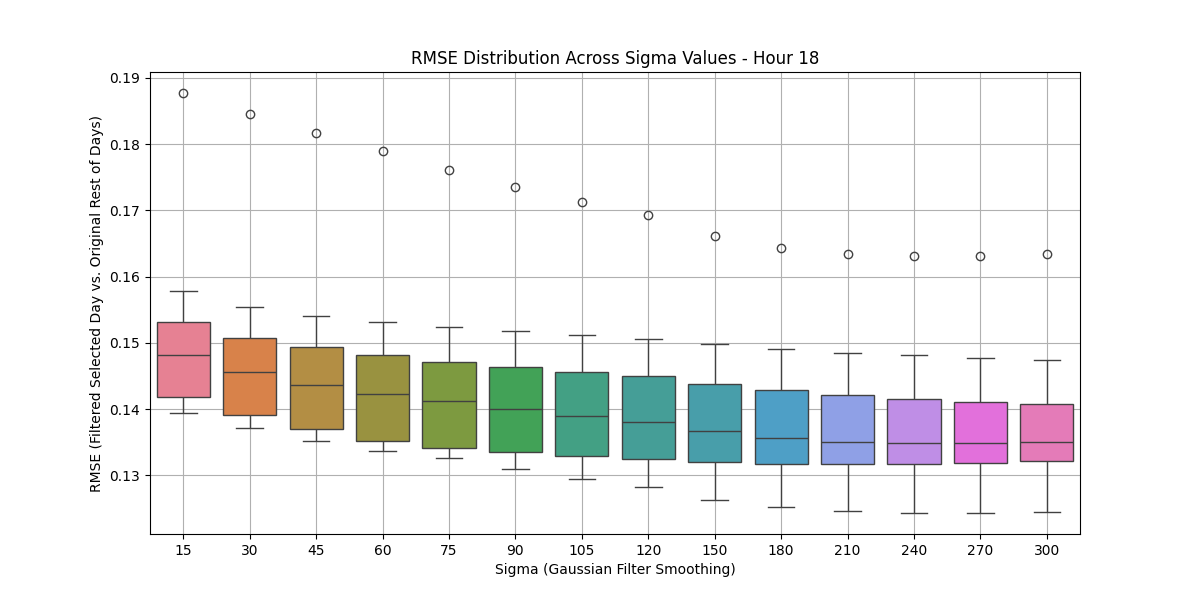 RMSE Distribution Across Sigma Values - Hour 18
RMSE (Filtered Selected Day vs. Original Rest of Days)
0.19
0.18
0.17
0.16
0.15
0.14
0.13
15 30 45 60 75 90 105 120 150 180 210 240 270 300
Sigma (Gaussian Filter Smoothing)